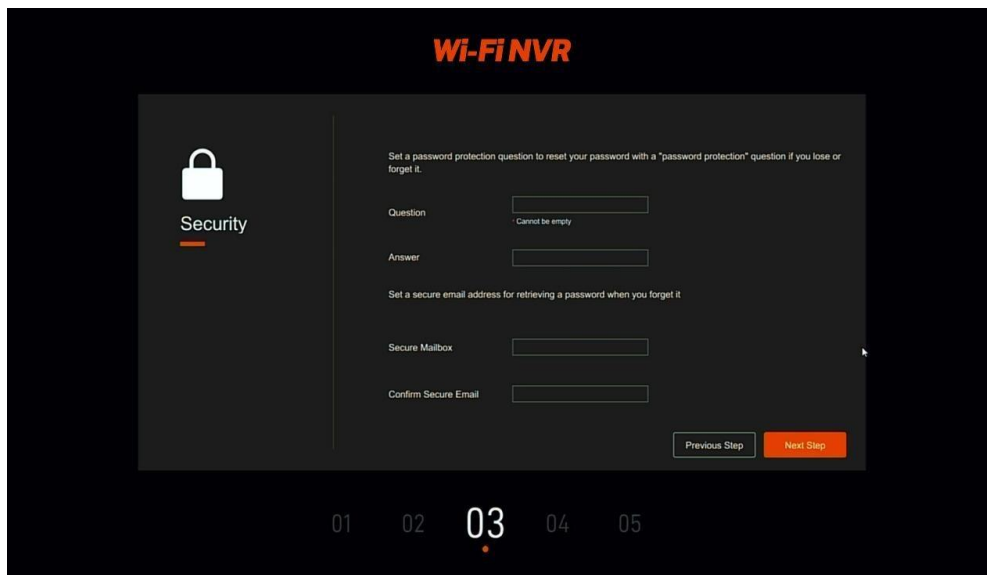 Wi-Fi NVR
Security
Set a password protection question to reset your password with a "password protection" question if you lose or
forget it.
Question
* Cannot be empty
Answer
Set a secure email address for retrieving a password when you forget it
Secure Mailbox
Confirm Secure Email
Previous Step
Next Step
01 02 03 04 05